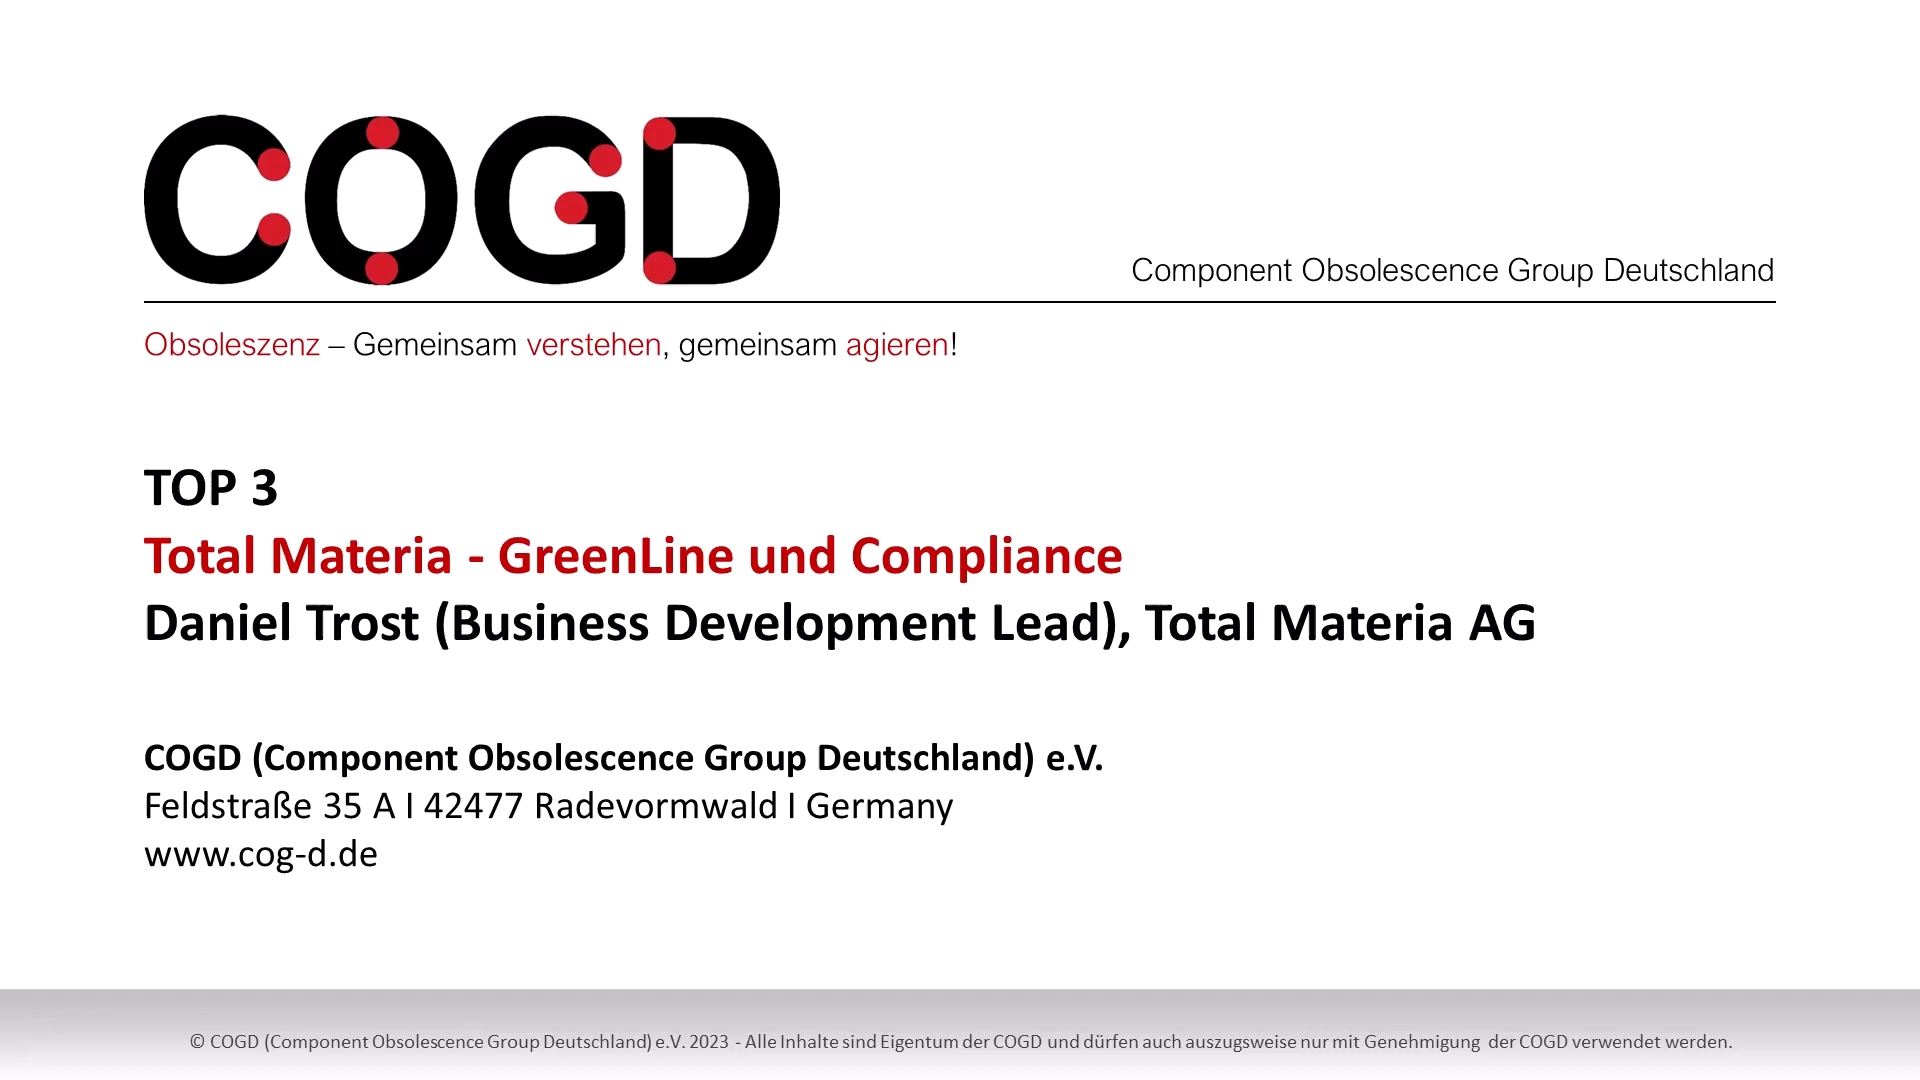 COGD
Component Obsolescence Group Deutschland
Obsoleszenz – Gemeinsam verstehen, gemeinsam agieren!
TOP 3
Total Materia - GreenLine und Compliance
Daniel Trost (Business Development Lead), Total Materia AG
COGD (Component Obsolescence Group Deutschland) e.V.
Feldstraße 35 A I 42477 Radevormwald I Germany
www.cog-d.de
© COGD (Component Obsolescence Group Deutschland) e.V. 2023 - Alle Inhalte sind Eigentum der COGD und dürfen auch auszugsweise nur mit Genehmigung der COGD verwendet werden.